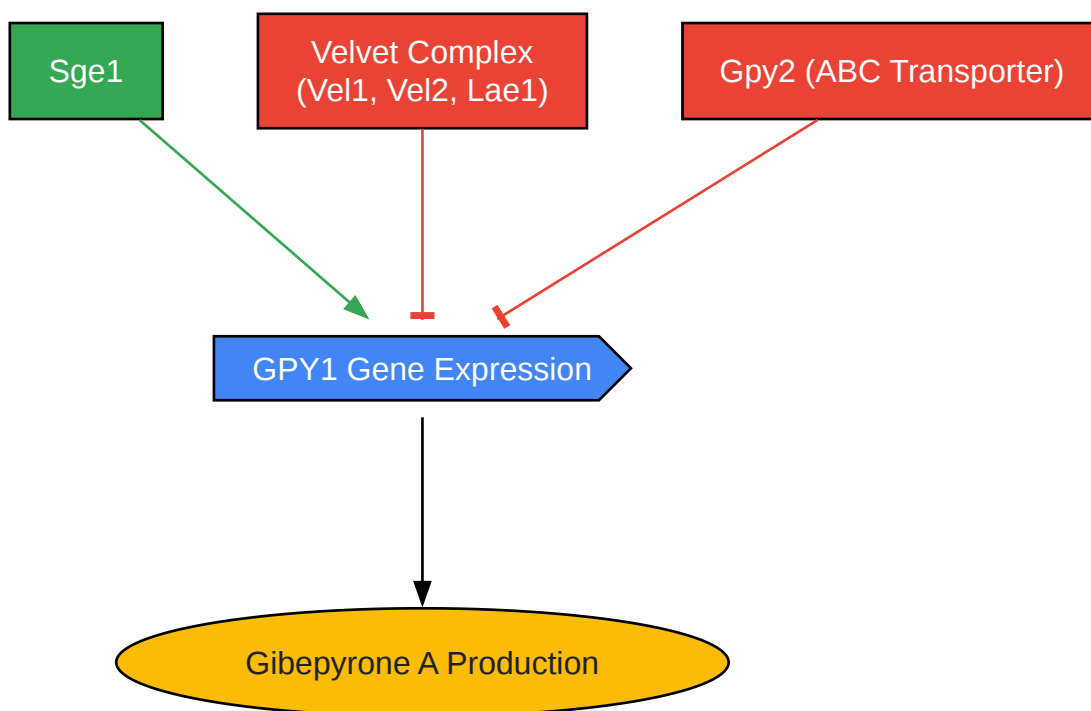 Sge1
Velvet Complex
(Vel1, Vel2, Lae1)
Gpy2 (ABC Transporter)
GPY1 Gene Expression
Gibepyrone A Production